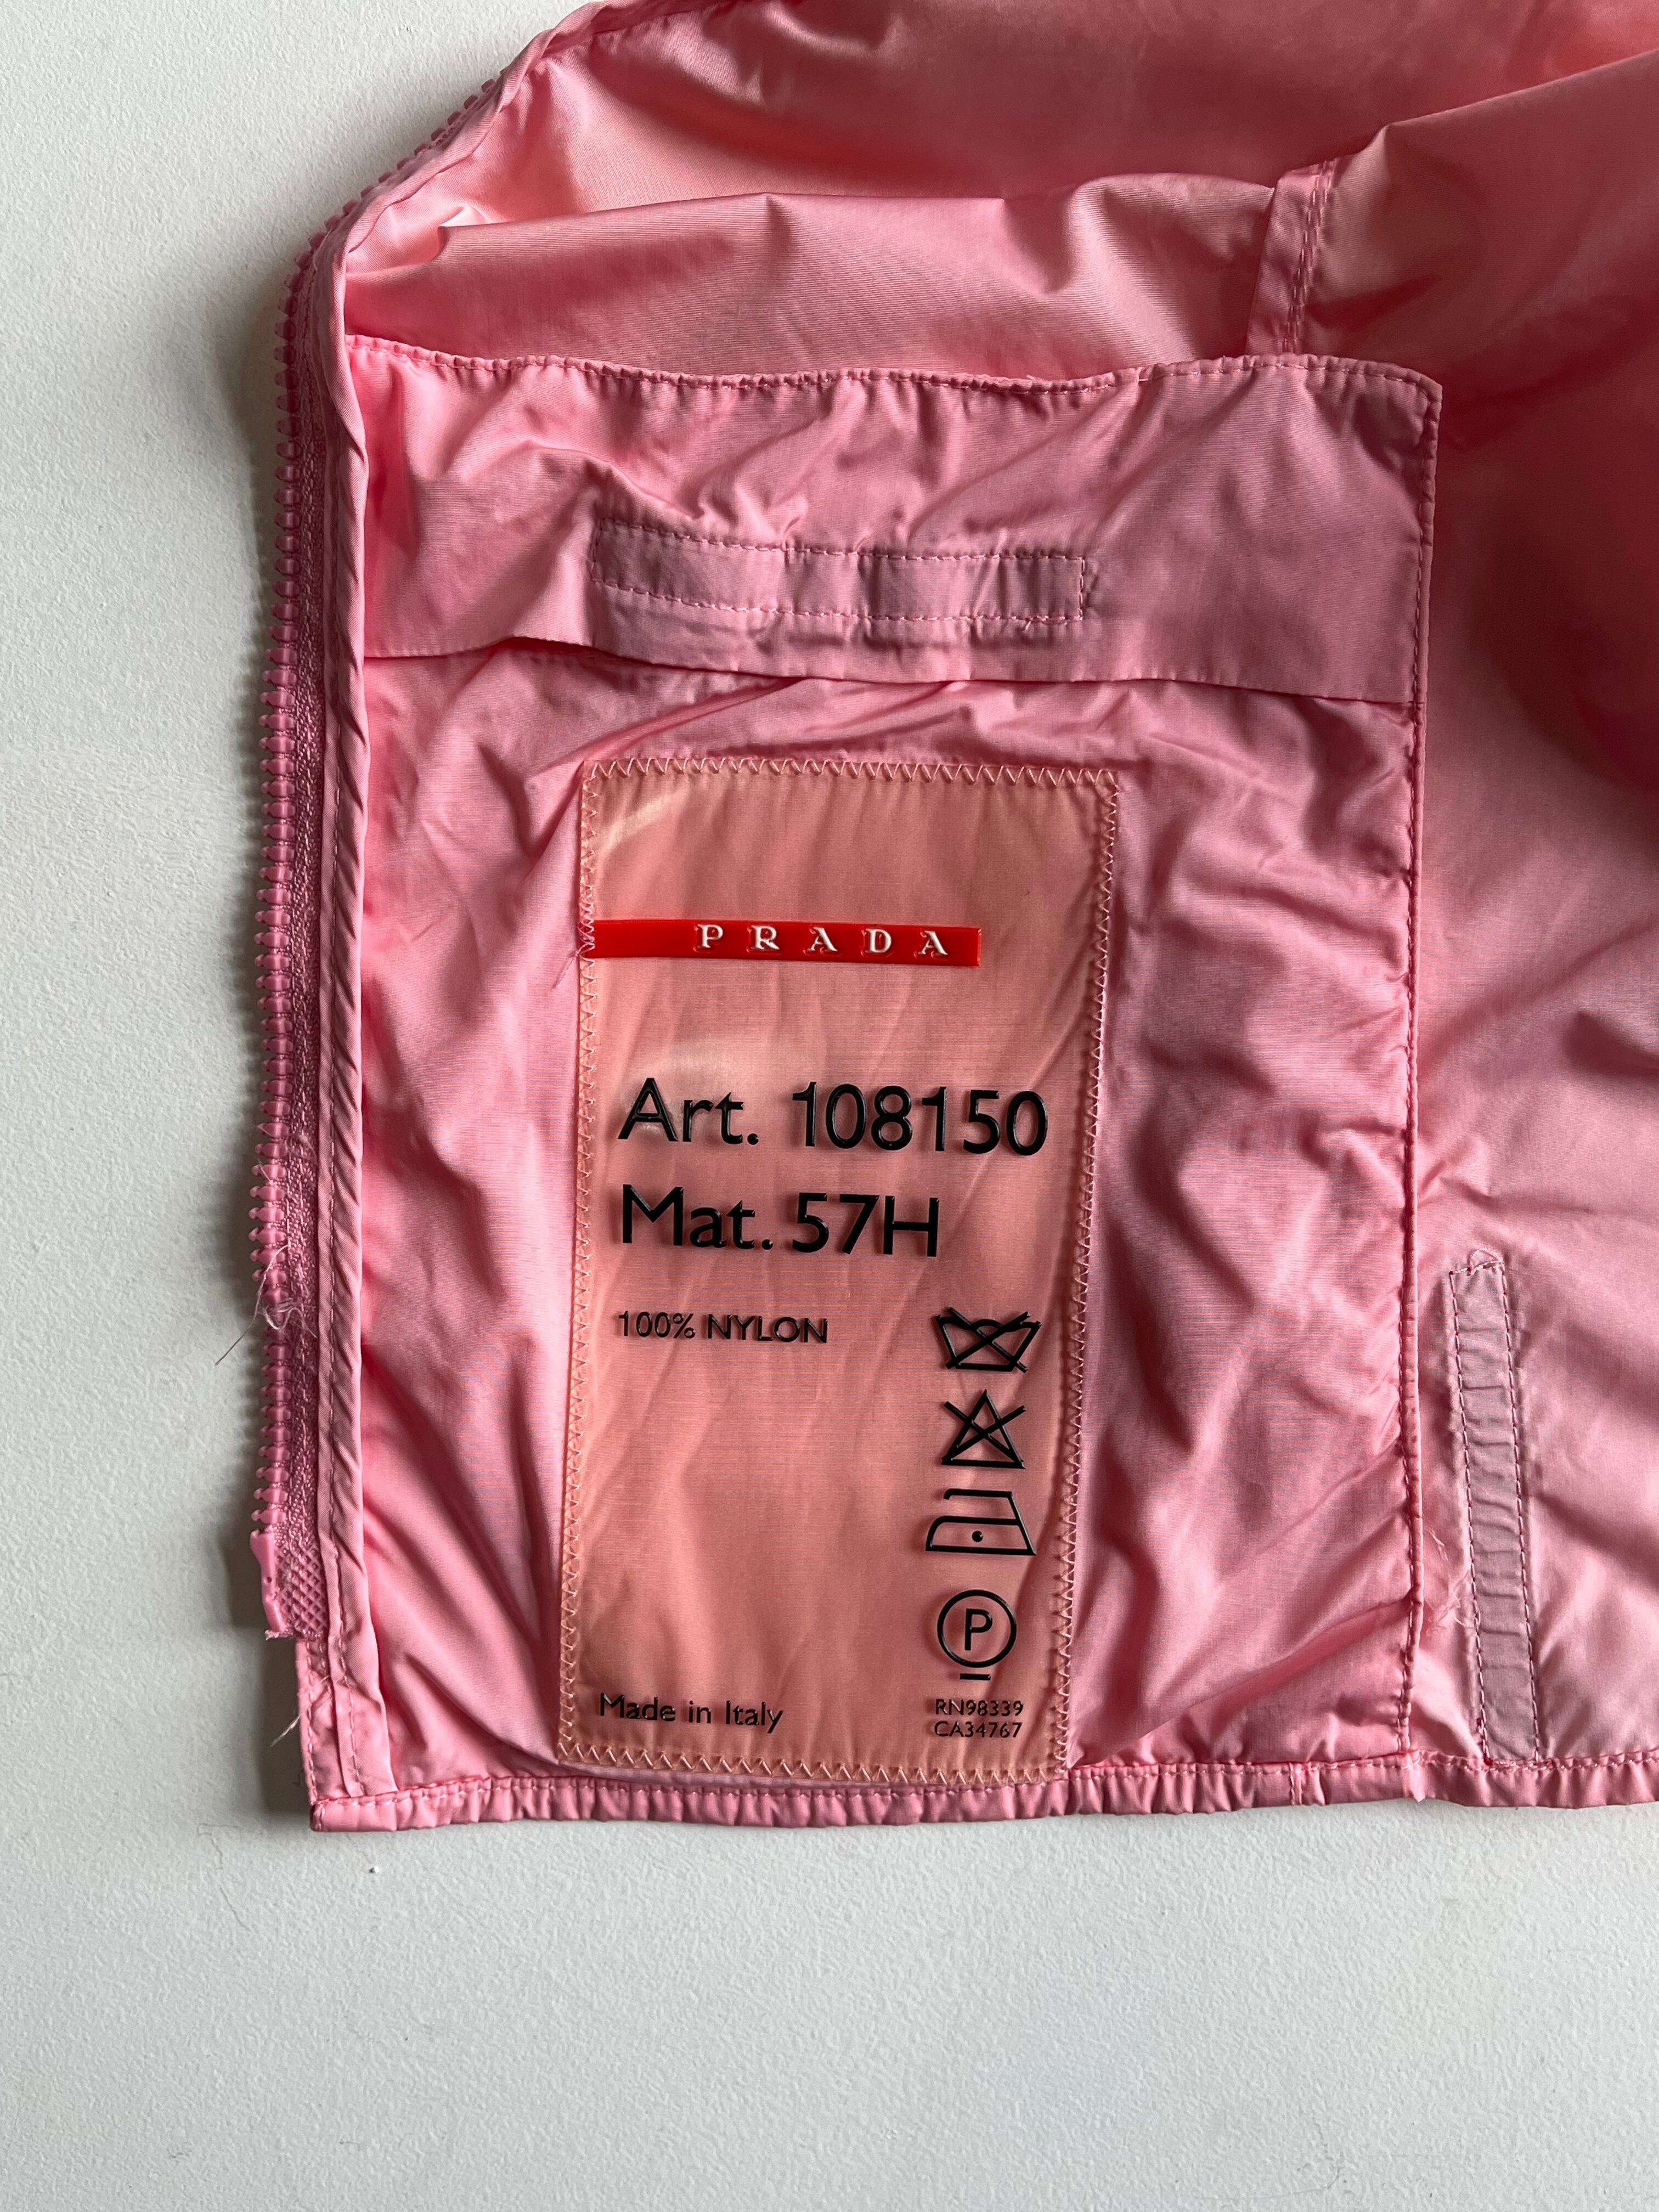 PRADA
Art. 108150
Mat. 57H
100% NYLON
P
Made in Italy
RN98339
CA34767